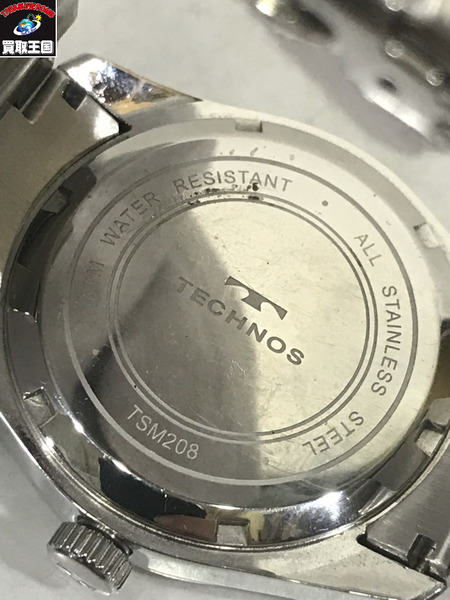 買取王国
M WATER RESISTANT • ALL STAINLESS STEEL
TECHNOS
TSM208